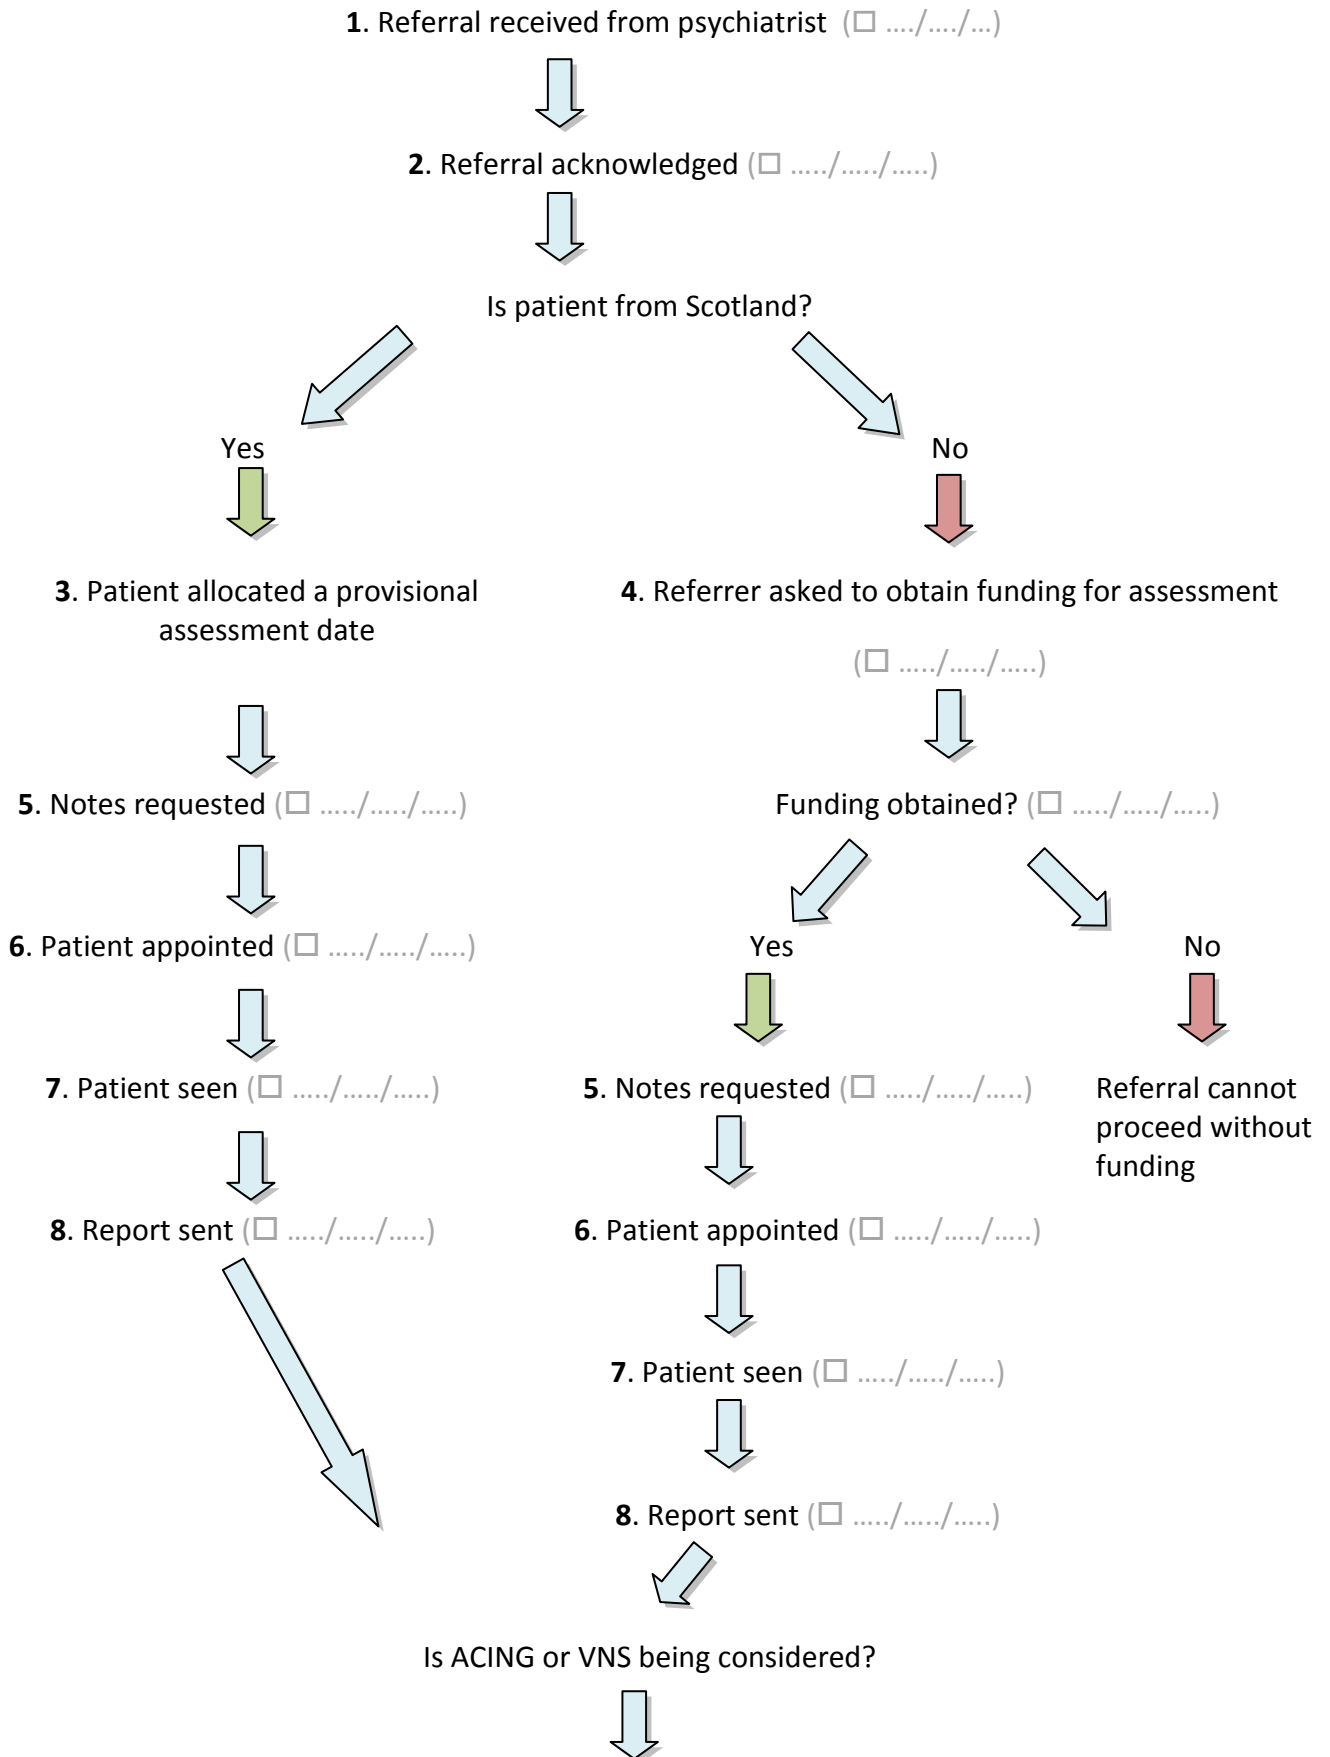 1. Referral received from psychiatrist (☐ ..../..../...)
2. Referral acknowledged (☐ ...../...../.....)
Is patient from Scotland?
Yes
No
3. Patient allocated a provisional
assessment date
4. Referrer asked to obtain funding for assessment
(☐ ...../...../.....)
5. Notes requested (☐ ...../...../.....)
Funding obtained? (☐ ...../...../.....)
6. Patient appointed (☐ ...../...../.....)
Yes
No
7. Patient seen (☐ ...../...../.....)
5. Notes requested (☐ ...../...../.....)
Referral cannot
proceed without
funding
8. Report sent (☐ ...../...../.....)
6. Patient appointed (☐ ...../...../.....)
7. Patient seen (☐ ...../...../.....)
8. Report sent (☐ ...../...../.....)
Is ACING or VNS being considered?